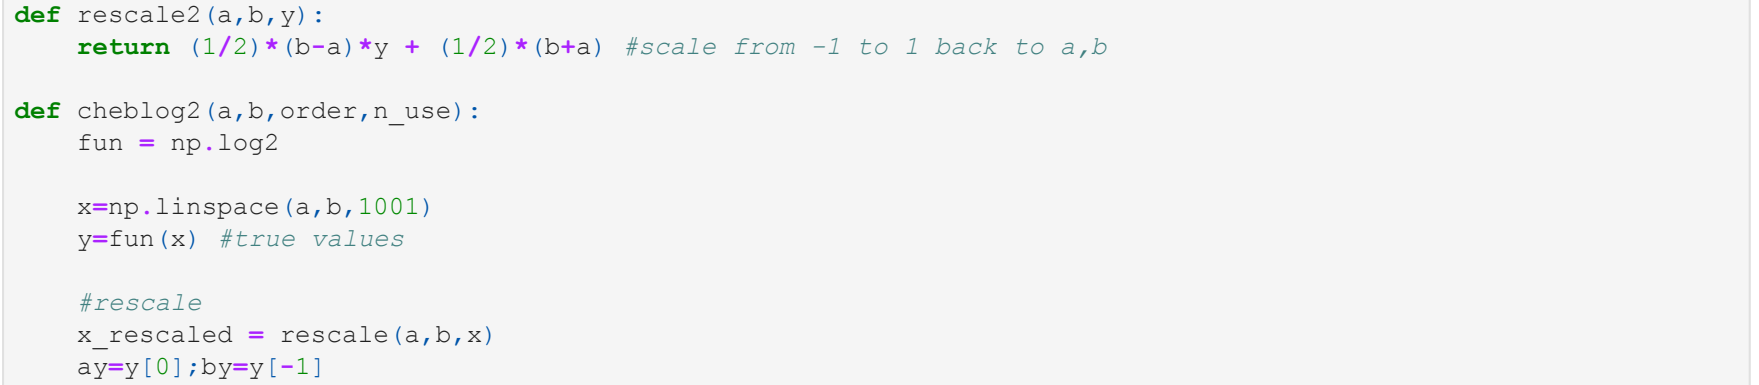 def rescale2(a,b,y):
    return (1/2)*(b-a)*y + (1/2)*(b+a) #scale from -1 to 1 back to a,b
def cheblog2(a,b,order,n_use):
    fun = np.log2
    x=np.linspace(a,b,1001)
    y=fun(x) #true values
    #rescale
    x_rescaled = rescale(a,b,x)
    ay=y[0];by=y[-1]